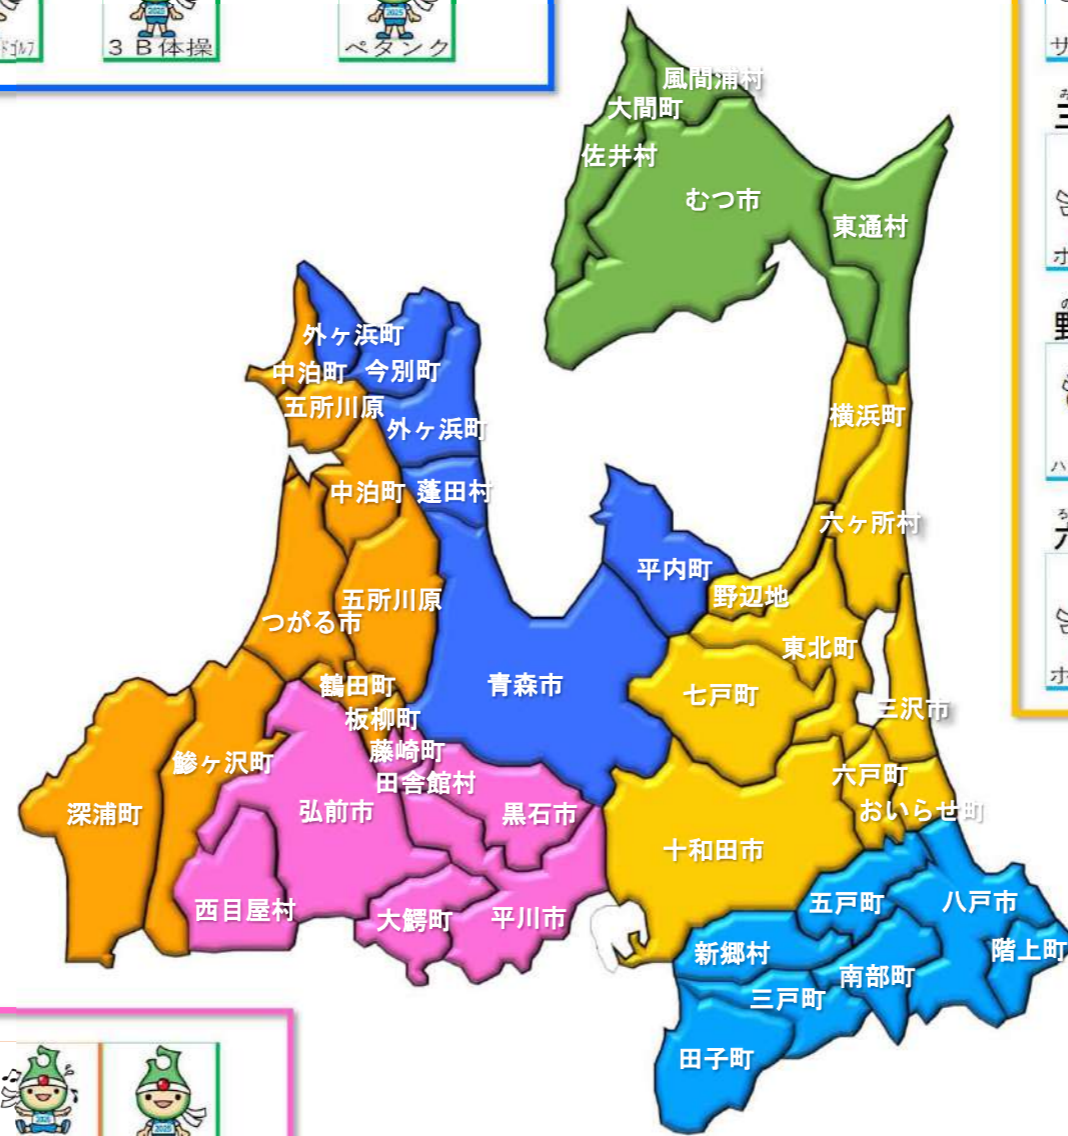 3B体操
ペタンク
風間浦村
大間町
佐井村
むつ市
東通村
外ヶ浜町
中泊町
今別町
五所川原
外ヶ浜町
中泊町
蓬田村
横浜町
六ヶ所村
平内町
野辺地
五所川原
つがる市
東北町
青森市
七戸町
鶴田町
板柳町
三沢市
藤崎町
鰺ヶ沢町
田舎館村
六戸町
おいらせ町
深浦町
弘前市
黒石市
十和田市
西目屋村
大鰐町
平川市
五戸町
八戸市
新郷村
階上町
南部町
三戸町
田子町
2025
2025